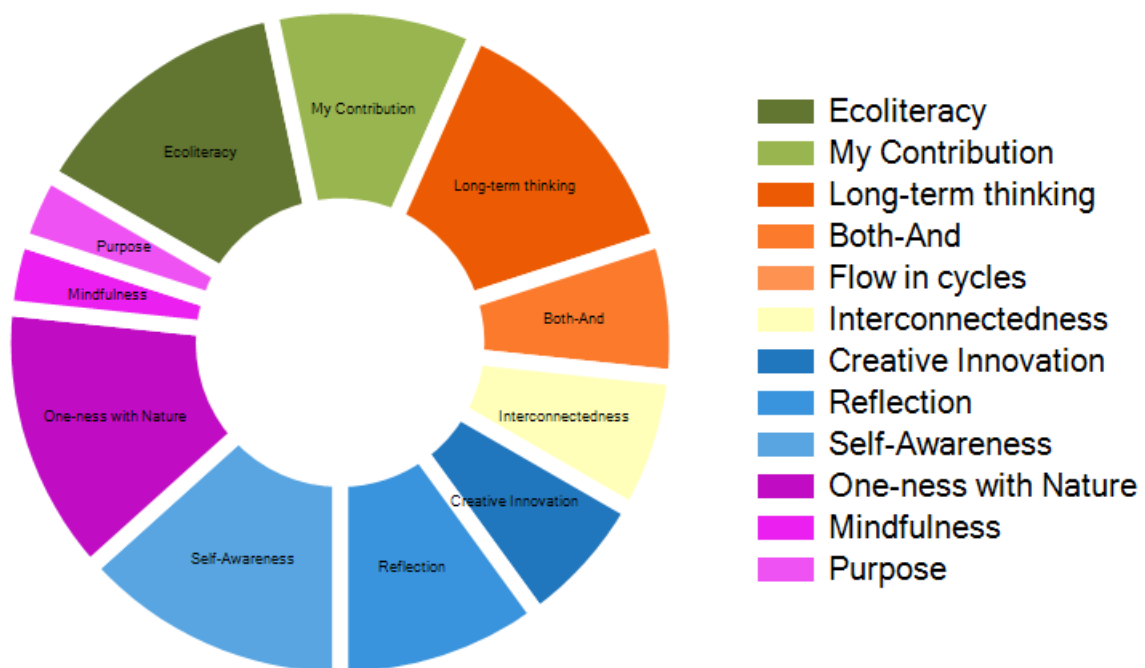 My Contribution
Ecoliteracy
Long-term thinking
Purpose
Mindfulness
Both-And
One-ness with Nature
Interconnectedness
Creative Innovation
Self-Awareness
Reflection
Ecoliteracy
My Contribution
Long-term thinking
Both-And
Flow in cycles
Interconnectedness
Creative Innovation
Reflection
Self-Awareness
One-ness with Nature
Mindfulness
Purpose